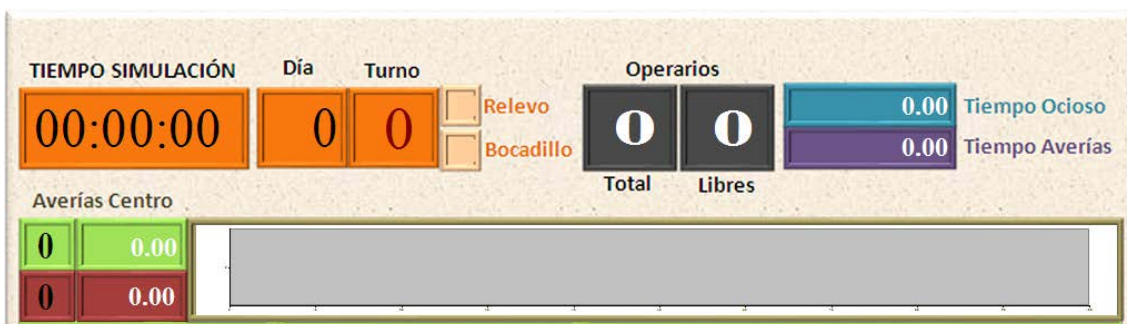 TIEMPO SIMULACIÓN Día Turno Operarios
00:00:00 0 0 Relevo 0 0 0.00 Tiempo Ocioso
Bocadillo 0.00 Tiempo Averías
Total Libres
Averías Centro
0 0.00
0 0.00